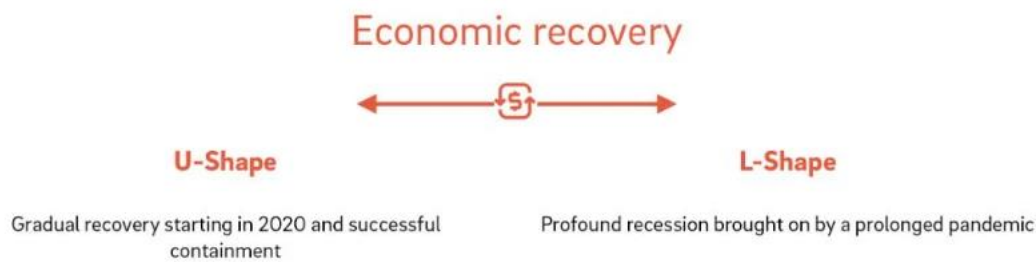 Economic recovery
$
U-Shape
L-Shape
Gradual recovery starting in 2020 and successful
containment
Profound recession brought on by a prolonged pandemic